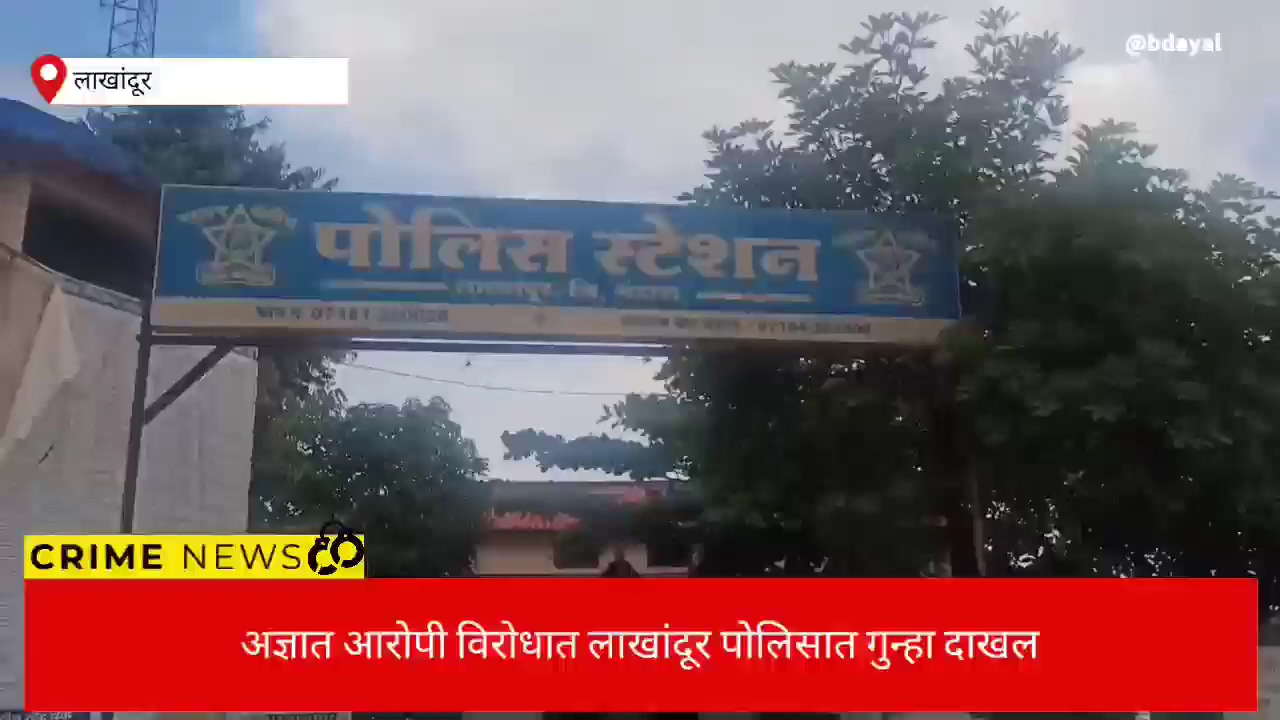 @bdayal
लाखांदूर
पोलिस स्टेशन
CRIME NEWS
अज्ञात आरोपी विरोधात लाखांदूर पोलिसात गुन्हा दाखल